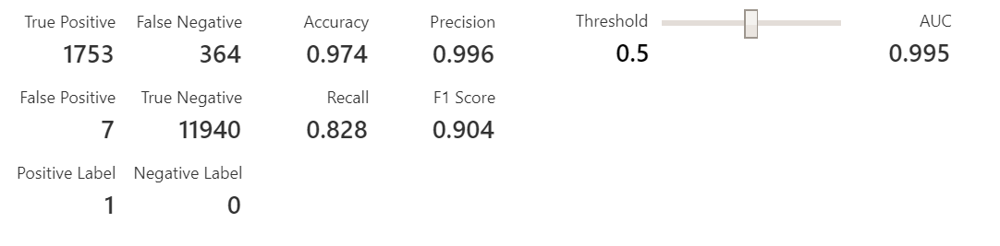 True Positive False Negative Accuracy Precision Threshold AUC
1753 364 0.974 0.996 0.5 0.995
False Positive True Negative Recall F1 Score
7 11940 0.828 0.904
Positive Label Negative Label
1 0